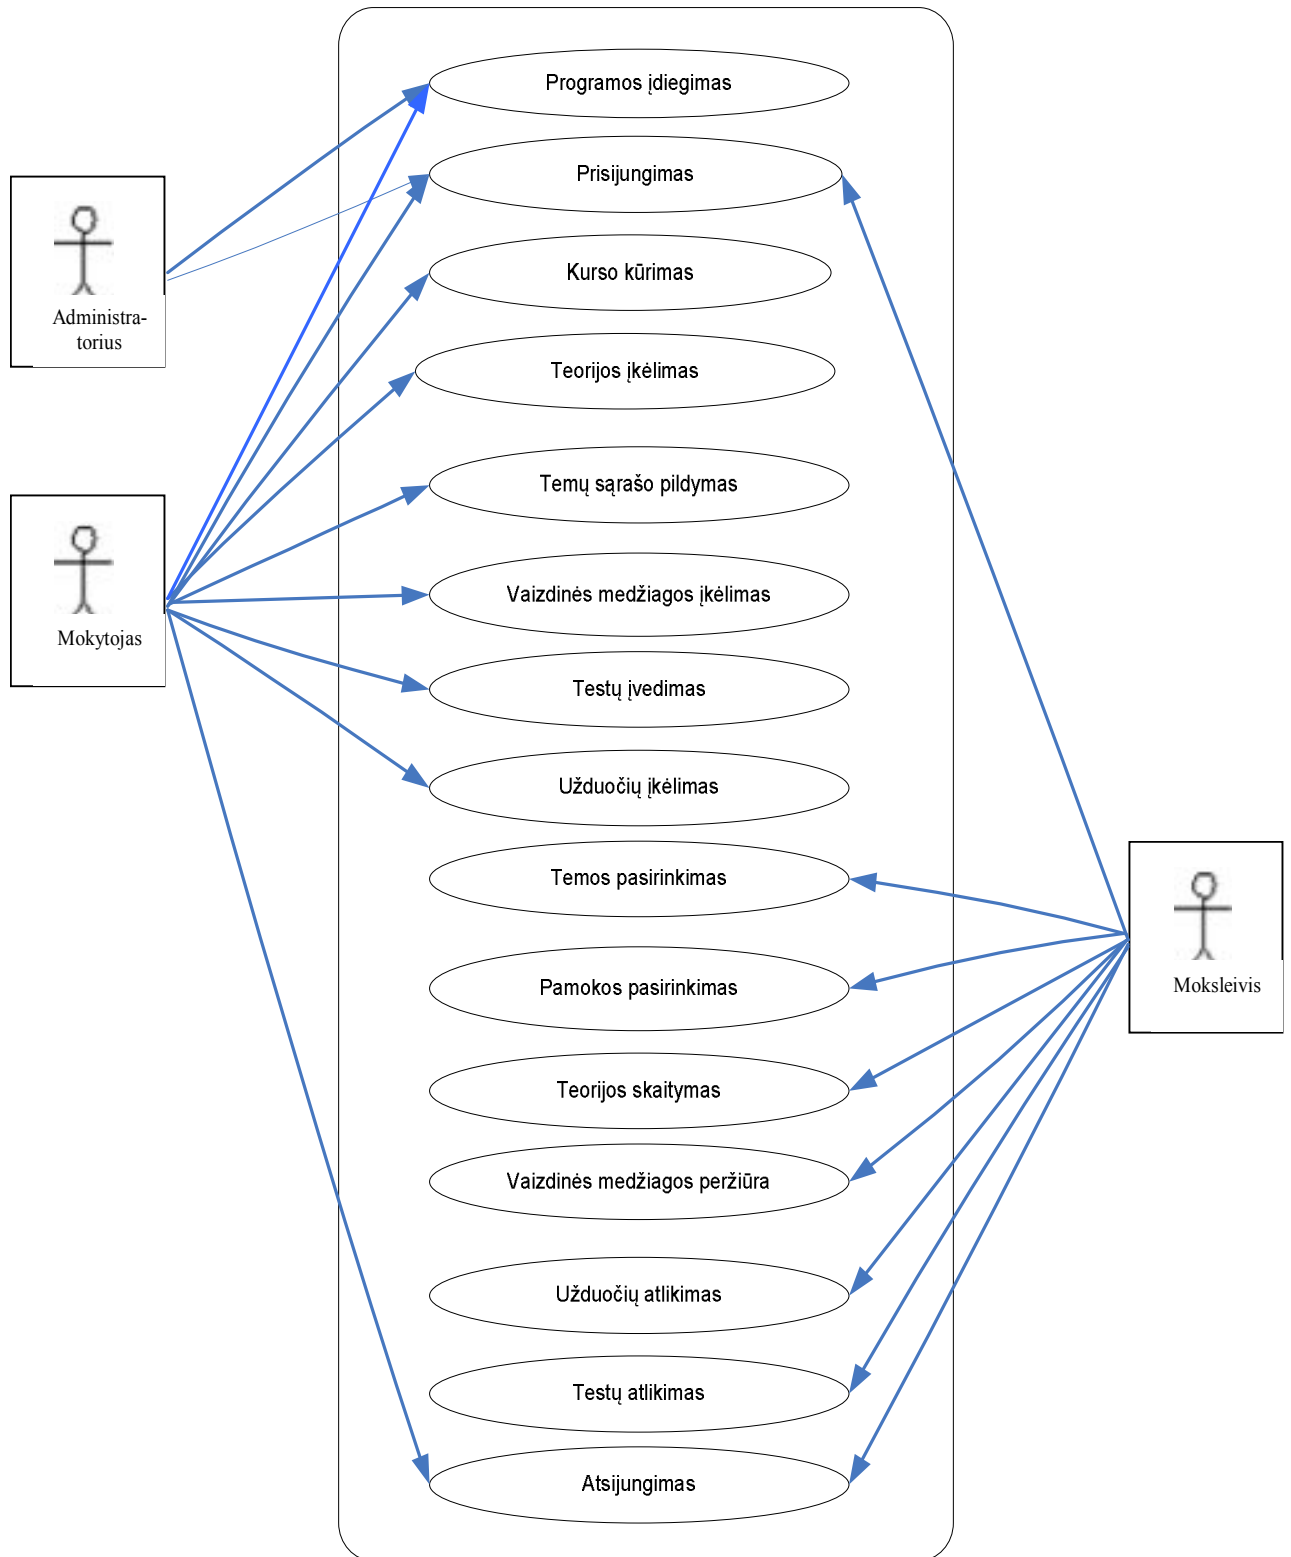 Programos įdiegimas
Prisijungimas
Kurso kūrimas
Administra-
torius
Teorijos įkėlimas
Temų sąrašo pildymas
Vaizdinės medžiagos įkėlimas
Mokytojas
Testų įvedimas
Užduočių įkėlimas
Temos pasirinkimas
Pamokos pasirinkimas
Moksleivis
Teorijos skaitymas
Vaizdinės medžiagos peržiūra
Užduočių atlikimas
Testų atlikimas
Atsijungimas